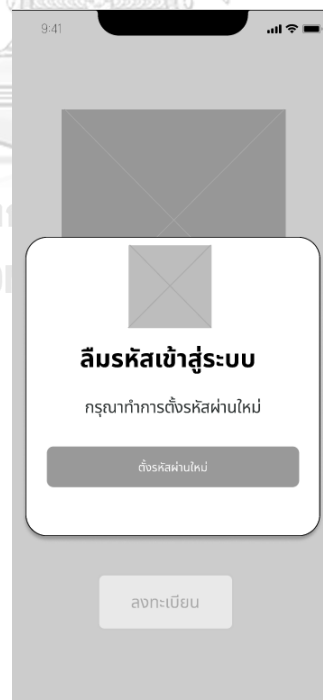 9:41
ลืมรหัสเข้าสู่ระบบ
กรุณาทำการตั้งรหัสผ่านใหม่
ตั้งรหัสผ่านใหม่
ลงทะเบียน